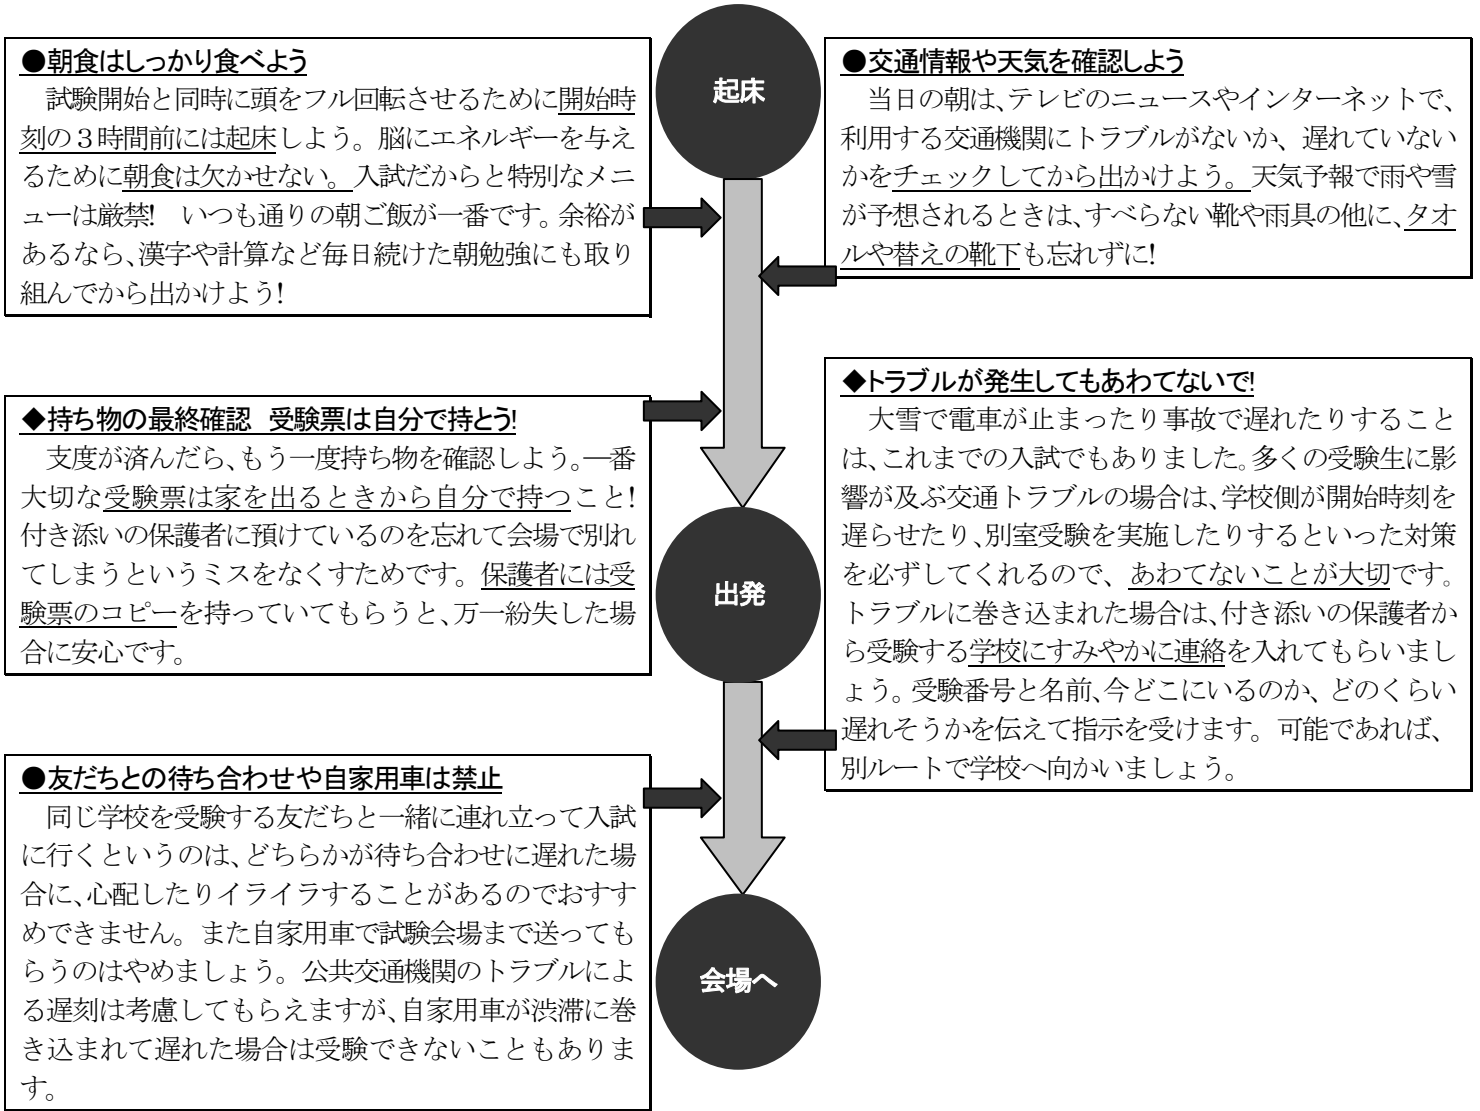 起床
●朝食はしっかり食べよう
試験開始と同時に頭をフル回転させるために開始時
刻の３時間前には起床しよう。脳にエネルギーを与え
るために朝食は欠かせない。入試だからと特別なメニ
ューは厳禁!　いつも通りの朝ご飯が一番です。余裕が
あるなら、漢字や計算など毎日続けた朝勉強にも取り
組んでから出かけよう!
●交通情報や天気を確認しよう
当日の朝は、テレビのニュースやインターネットで、
利用する交通機関にトラブルがないか、遅れていない
かをチェックしてから出かけよう。天気予報で雨や雪
が予想されるときは、すべらない靴や雨具の他に、タオ
ルや替えの靴下も忘れずに!
◆持ち物の最終確認　受験票は自分で持とう!
支度が済んだら、もう一度持ち物を確認しよう。一番
大切な受験票は家を出るときから自分で持つこと!
付き添いの保護者に預けているのを忘れて会場で別れ
てしまうというミスをなくすためです。保護者には受
験票のコピーを持っていてもらうと、万一紛失した場
合に安心です。
出発
◆トラブルが発生してもあわてないで!
大雪で電車が止まったり事故で遅れたりすること
は、これまでの入試でもありました。多くの受験生に影
響が及ぶ交通トラブルの場合は、学校側が開始時刻を
遅らせたり、別室受験を実施したりするといった対策
を必ずしてくれるので、あわてないことが大切です。
トラブルに巻き込まれた場合は、付き添いの保護者か
ら受験する学校にすみやかに連絡を入れてもらいまし
ょう。受験番号と名前、今どこにいるのか、どのくらい
遅れそうかを伝えて指示を受けます。可能であれば、
別ルートで学校へ向かいましょう。
●友だちとの待ち合わせや自家用車は禁止
同じ学校を受験する友だちと一緒に連れ立って入試
に行くというのは、どちらかが待ち合わせに遅れた場
合に、心配したりイライラすることがあるのでおすす
めできません。また自家用車で試験会場まで送っても
らうのはやめましょう。公共交通機関のトラブルによ
る遅刻は考慮してもらえますが、自家用車が渋滞に巻
き込まれて遅れた場合は受験できないこともありま
す。
会場へ